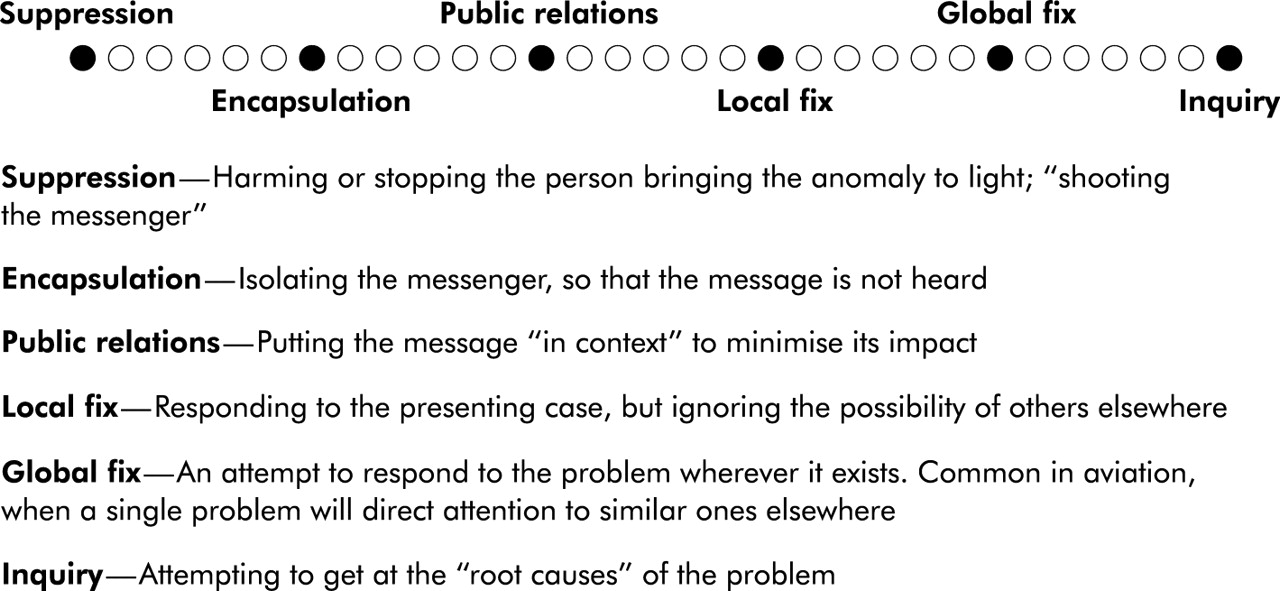 Suppression Public relations Global fix
Encapsulation Local fix Inquiry
Suppression—Harming or stopping the person bringing the anomaly to light; “shooting
the messenger”
Encapsulation—Isolating the messenger, so that the message is not heard
Public relations—Putting the message “in context” to minimise its impact
Local fix—Responding to the presenting case, but ignoring the possibility of others elsewhere
Global fix—An attempt to respond to the problem wherever it exists. Common in aviation,
when a single problem will direct attention to similar ones elsewhere
Inquiry—Attempting to get at the “root causes” of the problem